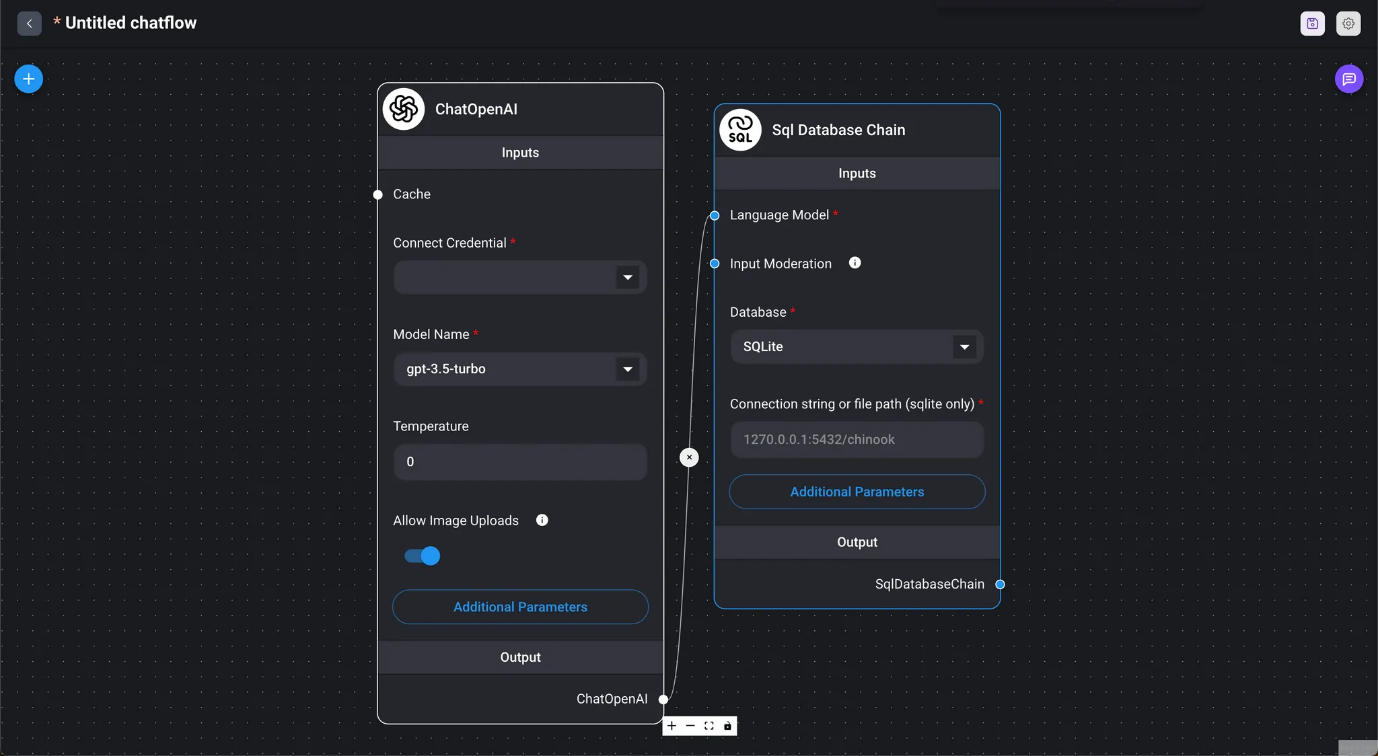 * Untitled chatflow
ChatOpenAI
Inputs
Cache
Connect Credential *
Model Name *
gpt-3.5-turbo
Temperature
0
Allow Image Uploads
Additional Parameters
Output
ChatOpenAI
SQL
Sql Database Chain
Inputs
Language Model *
Input Moderation
Database *
SQLite
Connection string or file path (sqlite only) *
1270.0.0.1:5432/chinook
Additional Parameters
Output
SqlDatabaseChain